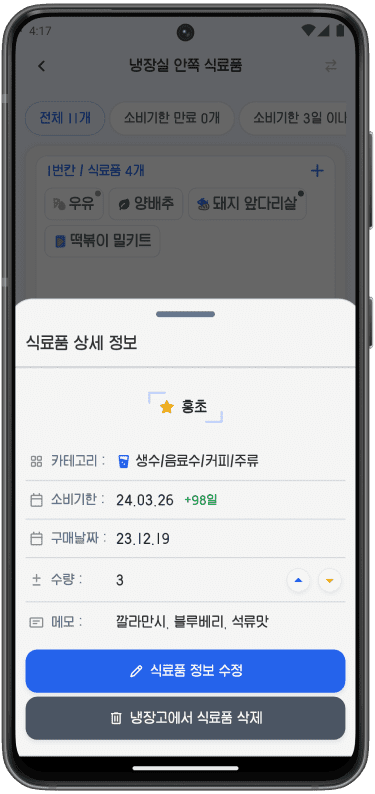 4:17
냉장실 안쪽 식료품
전체 11개 소비기한 만료 0개 소비기한 3일 이내
1번칸 / 식료품 4개
우유 양배추 돼지 앞다리살
떡볶이 밀키트
식료품 상세 정보
홍초
카테고리 : 생수/음료수/커피/주류
소비기한 : 24.03.26 +98일
구매날짜 : 23.12.19
수량 : 3
메모 : 깔라만시, 블루베리, 석류맛
식료품 정보 수정
냉장고에서 식료품 삭제